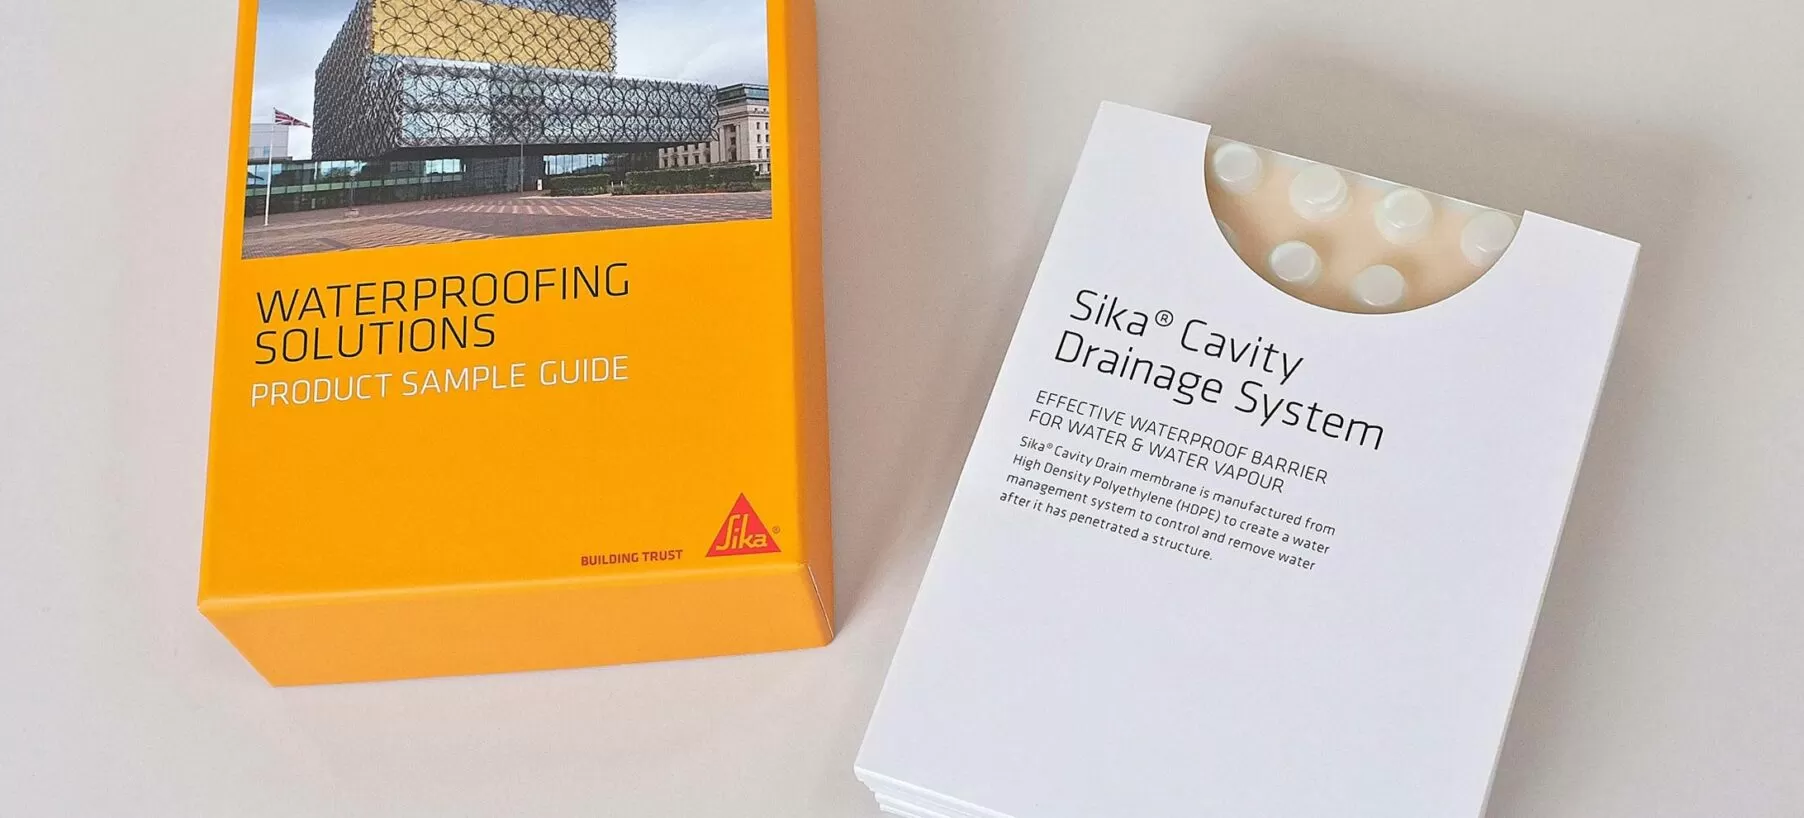 WATERPROOFING
SOLUTIONS
PRODUCT SAMPLE GUIDE
BUILDING TRUST
Sika®
Sika® Cavity
Drainage System
EFFECTIVE WATERPROOF BARRIER
FOR WATER & WATER VAPOUR
Sika® Cavity Drain membrane is manufactured from
High Density Polyethylene (HDPE) to create a water
management system to control and remove water
after it has penetrated a structure.